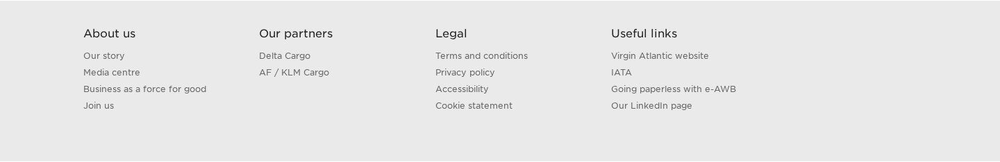 About us
Our story
Media centre
Business as a force for good
Join us
Our partners
Delta Cargo
AF / KLM Cargo
Legal
Terms and conditions
Privacy policy
Accessibility
Cookie statement
Useful links
Virgin Atlantic website
IATA
Going paperless with e-AWB
Our LinkedIn page